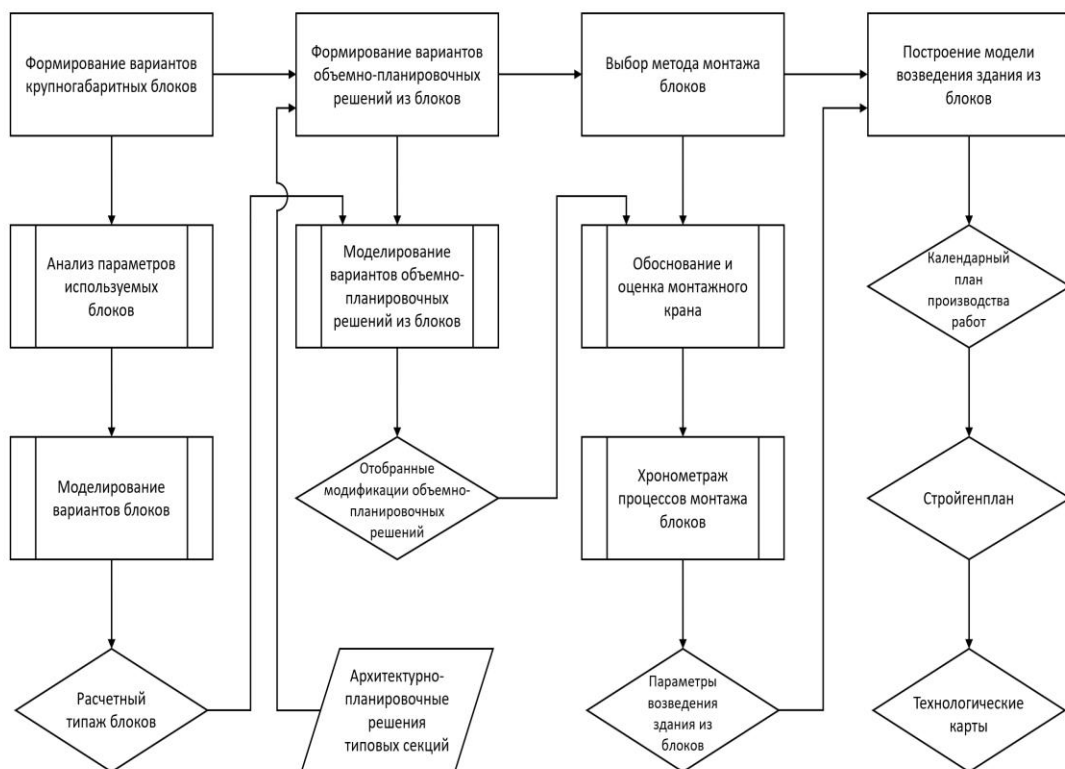 Формирование вариантов
крупногабаритных блоков
Формирование вариантов
объемно-планировочных
решений из блоков
Выбор метода монтажа
блоков
Построение модели
возведения здания из
блоков
Анализ параметров
используемых
блоков
Моделирование
вариантов объемно-
планировочных
решений из блоков
Обоснование и
оценка монтажного
крана
Календарный
план
производства
работ
Моделирование
вариантов блоков
Отобранные
модификации объемно-
планировочных
решений
Хронометраж
процессов монтажа
блоков
Стройгенплан
Расчетный
типаж блоков
Архитектурно-
планировочные
решения
типовых секций
Параметры
возведения
здания из
блоков
Технологические
карты